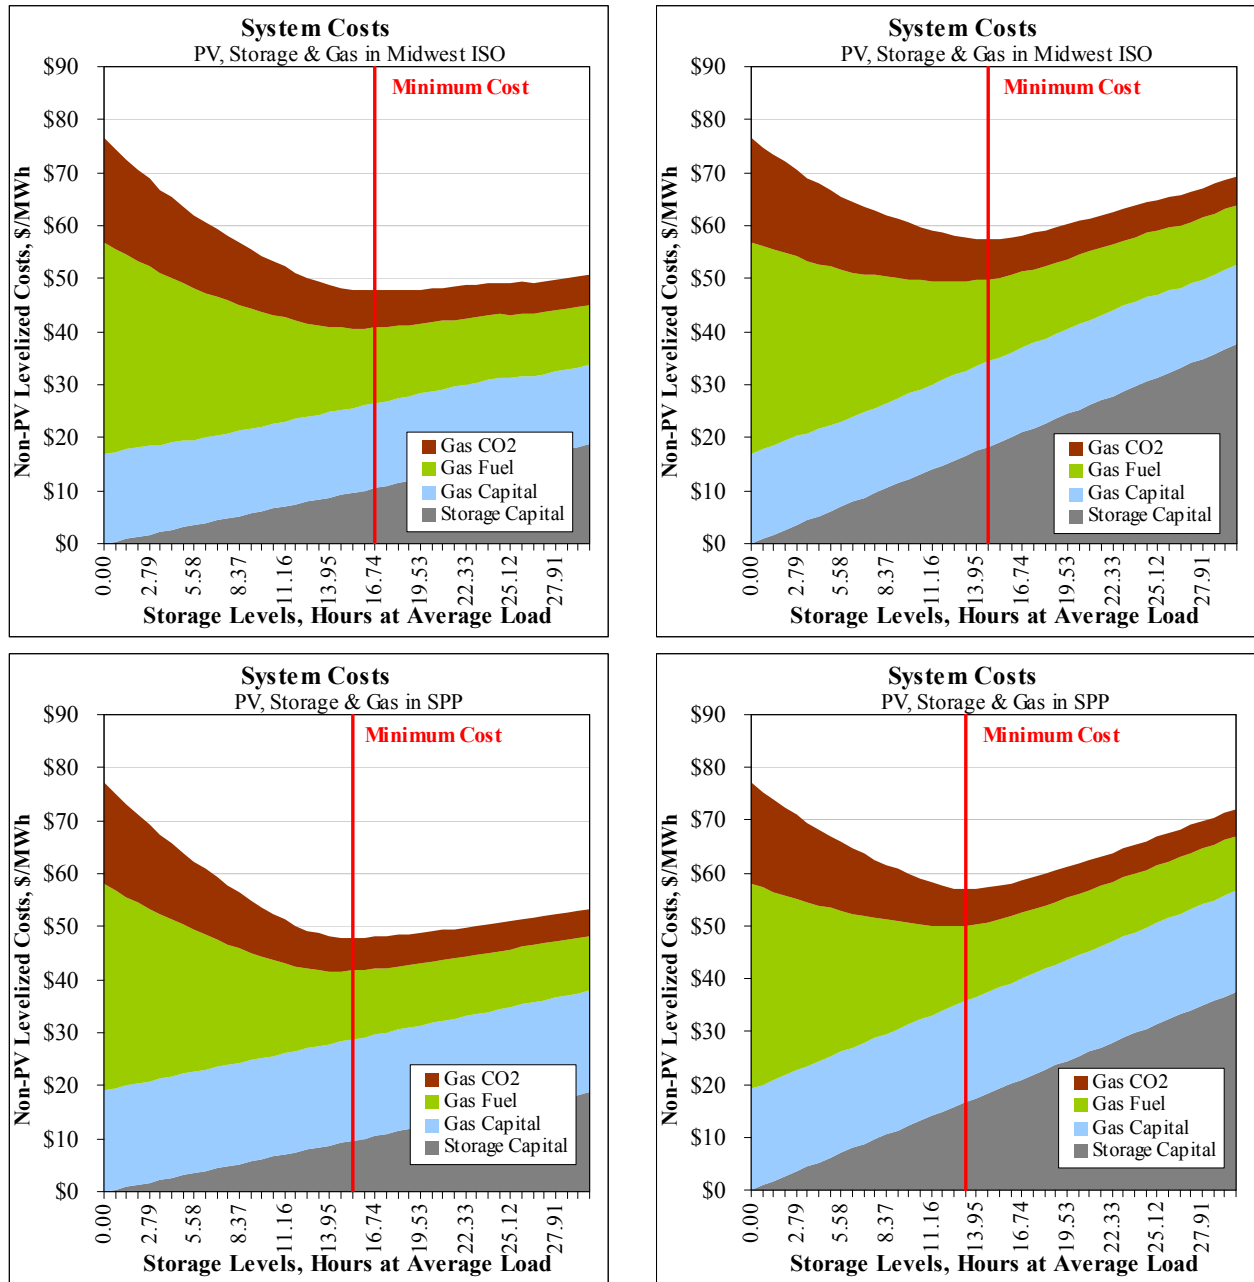 System Costs
PV, Storage & Gas in Midwest ISO
Minimum Cost
Non-PV Levelized Costs, $/MWh
$90
$80
$70
$60
$50
$40
$30
$20
$10
$0
Gas CO2
Gas Fuel
Gas Capital
Storage Capital
0.00
2.79
5.58
8.37
11.16
13.95
16.74
19.53
22.33
25.12
27.91
Storage Levels, Hours at Average Load
System Costs
PV, Storage & Gas in Midwest ISO
Minimum Cost
Non-PV Levelized Costs, $/MWh
$90
$80
$70
$60
$50
$40
$30
$20
$10
$0
Gas CO2
Gas Fuel
Gas Capital
Storage Capital
0.00
2.79
5.58
8.37
11.16
13.95
16.74
19.53
22.33
25.12
27.91
Storage Levels, Hours at Average Load
System Costs
PV, Storage & Gas in SPP
Minimum Cost
Non-PV Levelized Costs, $/MWh
$90
$80
$70
$60
$50
$40
$30
$20
$10
$0
Gas CO2
Gas Fuel
Gas Capital
Storage Capital
0.00
2.79
5.58
8.37
11.16
13.95
16.74
19.53
22.33
25.12
27.91
Storage Levels, Hours at Average Load
System Costs
PV, Storage & Gas in SPP
Minimum Cost
Non-PV Levelized Costs, $/MWh
$90
$80
$70
$60
$50
$40
$30
$20
$10
$0
Gas CO2
Gas Fuel
Gas Capital
Storage Capital
0.00
2.79
5.58
8.37
11.16
13.95
16.74
19.53
22.33
25.12
27.91
Storage Levels, Hours at Average Load